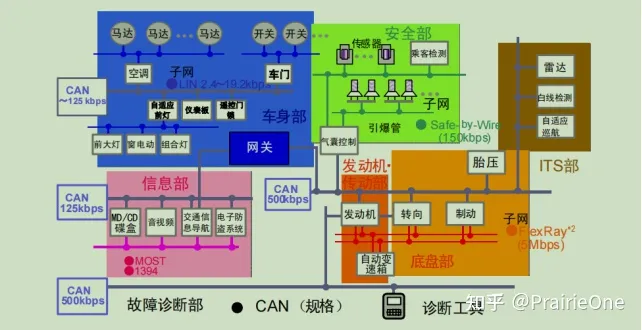 马达
马达
马达
开关
开关
安全部
传感器
乘客检测
空调
子网
LIN 2.4~19.2kbps
车门
CAN
~125kbps
自适应
前灯
仪表板
遥控门
锁
车身部
子网
引爆管
Safe-by-Wire
(150kbps)
雷达
白线检测
自适应
巡航
ITS部
前大灯
窗电动
组合灯
网关
气囊控制
信息部
发动机·
传动部
胎压
CAN
125kbps
CAN
500kbps
MD/CD
碟盒
音视频
交通信
息导航
电子防
盗系统
发动机
转向
制动
子网
FlexRay*2
(5Mbps)
自动变
速箱
底盘部
MOST
1394
CAN
500kbps
故障诊断部
CAN（规格）
诊断工具
知乎 @PrairieOne